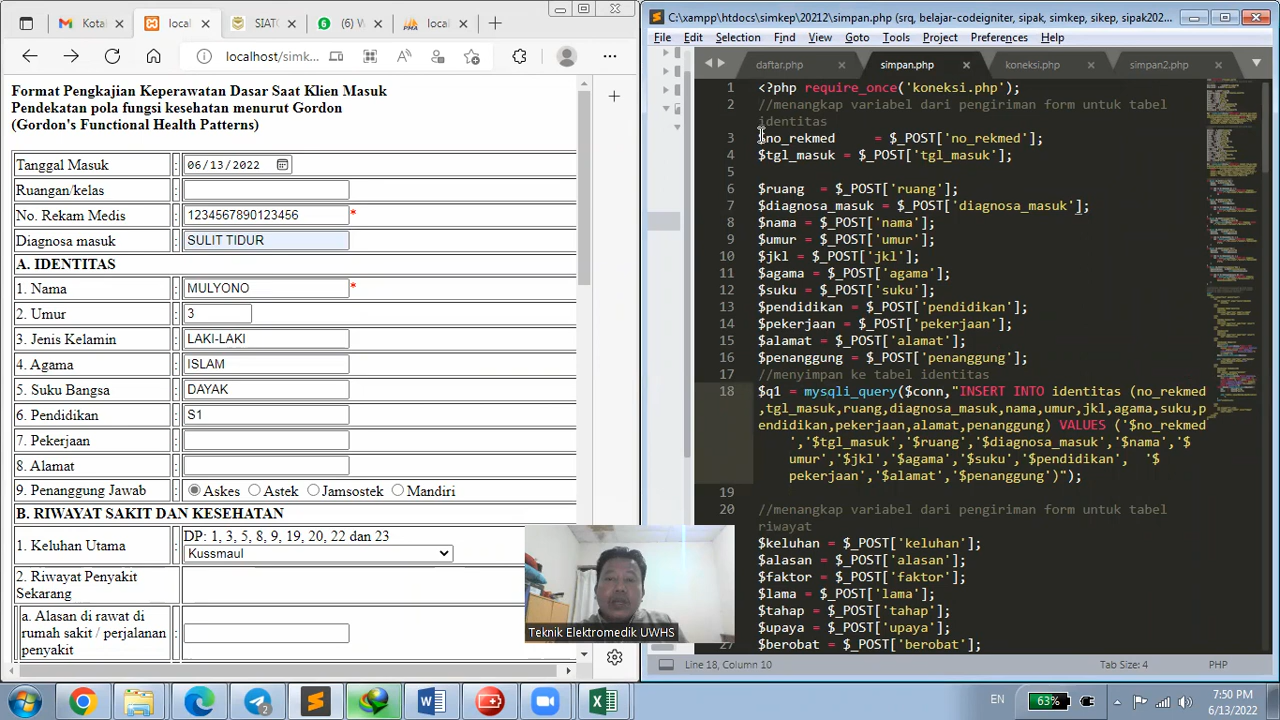 Kotal
local
SIATC
(6) W
local
C:\xampp\htdocs\simkep\20212\simpan.php (srq, belajar-codeigniter, sipak, simkep, sikep, sipak202...
localhost/simk...
File Edit Selection Find View Goto Tools Project Preferences Help
daftar.php simpan.php koneksi.php simpan2.php
Format Pengkajian Keperawatan Dasar Saat Klien Masuk
Pendekatan pola fungsi kesehatan menurut Gordon
(Gordon's Functional Health Patterns)
Tanggal Masuk : 06/13/2022
Ruangan/kelas :
No. Rekam Medis : 1234567890123456 *
Diagnosa masuk : SULIT TIDUR
A. IDENTITAS
1. Nama : MULYONO *
2. Umur : 3
3. Jenis Kelamin : LAKI-LAKI
4. Agama : ISLAM
5. Suku Bangsa : DAYAK
6. Pendidikan : S1
7. Pekerjaan :
8. Alamat :
9. Penanggung Jawab : Askes Astek Jamsostek Mandiri
B. RIWAYAT SAKIT DAN KESEHATAN
1. Keluhan Utama : DP: 1, 3, 5, 8, 9, 19, 20, 22 dan 23
Kussmaul
2. Riwayat Penyakit
Sekarang :
a. Alasan di rawat di
rumah sakit / perjalanan
penyakit :
1 <?php require_once('koneksi.php');
2 //menangkap variabel dari pengiriman form untuk tabel
identitas
3 $no_rekmed = $_POST['no_rekmed'];
4 $tgl_masuk = $_POST['tgl_masuk'];
5
6 $ruang = $_POST['ruang'];
7 $diagnosa_masuk = $_POST['diagnosa_masuk'];
8 $nama = $_POST['nama'];
9 $umur = $_POST['umur'];
10 $jkl = $_POST['jkl'];
11 $agama = $_POST['agama'];
12 $suku = $_POST['suku'];
13 $pendidikan = $_POST['pendidikan'];
14 $pekerjaan = $_POST['pekerjaan'];
15 $alamat = $_POST['alamat'];
16 $penanggung = $_POST['penanggung'];
17 //menyimpan ke tabel identitas
18 $q1 = mysqli_query($conn,"INSERT INTO identitas (no_rekmed
,tgl_masuk,ruang,diagnosa_masuk,nama,umur,jkl,agama,suku,p
endidikan,pekerjaan,alamat,penanggung) VALUES ('$no_rekmed
','$tgl_masuk','$ruang','$diagnosa_masuk','$nama','$
umur','$jkl','$agama','$suku','$pendidikan', '$
pekerjaan','$alamat','$penanggung')");
19
20 //menangkap variabel dari pengiriman form untuk tabel
riwayat
$keluhan = $_POST['keluhan'];
$alasan = $_POST['alasan'];
$faktor = $_POST['faktor'];
$lama = $_POST['lama'];
$tahap = $_POST['tahap'];
$upaya = $_POST['upaya'];
27 $berobat = $_POST['berobat'];
Teknik Elektromedik UWHS
Line 18, Column 10 Tab Size: 4 PHP
EN 63% 7:50 PM
6/13/2022